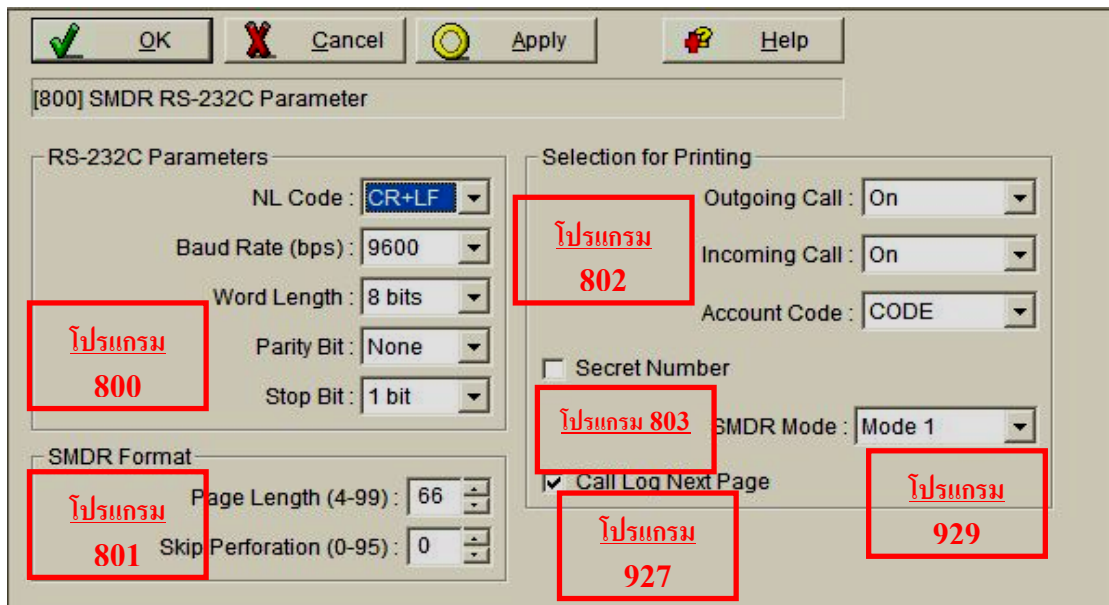 OK Cancel Apply Help
[800] SMDR RS-232C Parameter
RS-232C Parameters
NL Code : CR+LF
Baud Rate (bps) : 9600
Word Length : 8 bits
Parity Bit : None
Stop Bit : 1 bit
โปรแกรม
800
SMDR Format
Page Length (4-99) : 66
Skip Perforation (0-95) : 0
โปรแกรม
801
Selection for Printing
Outgoing Call : On
Incoming Call : On
Account Code : CODE
โปรแกรม
802
Secret Number
โปรแกรม 803
SMDR Mode : Mode 1
Call Log Next Page
โปรแกรม
927
โปรแกรม
929